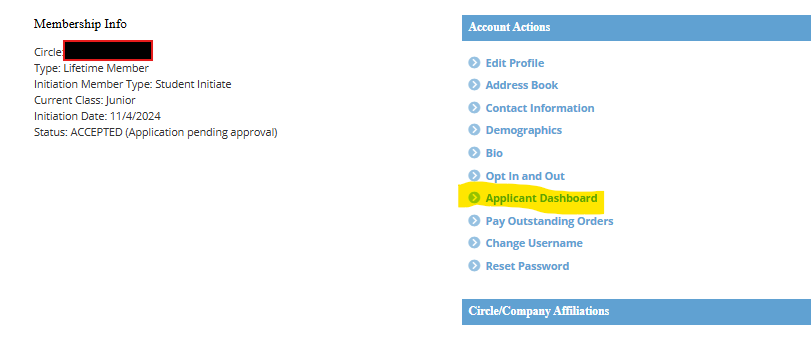 Membership Info
Circle:
Type: Lifetime Member
Initiation Member Type: Student Initiate
Current Class: Junior
Initiation Date: 11/4/2024
Status: ACCEPTED (Application pending approval)
Account Actions
Edit Profile
Address Book
Contact Information
Demographics
Bio
Opt In and Out
Applicant Dashboard
Pay Outstanding Orders
Change Username
Reset Password
Circle/Company Affiliations